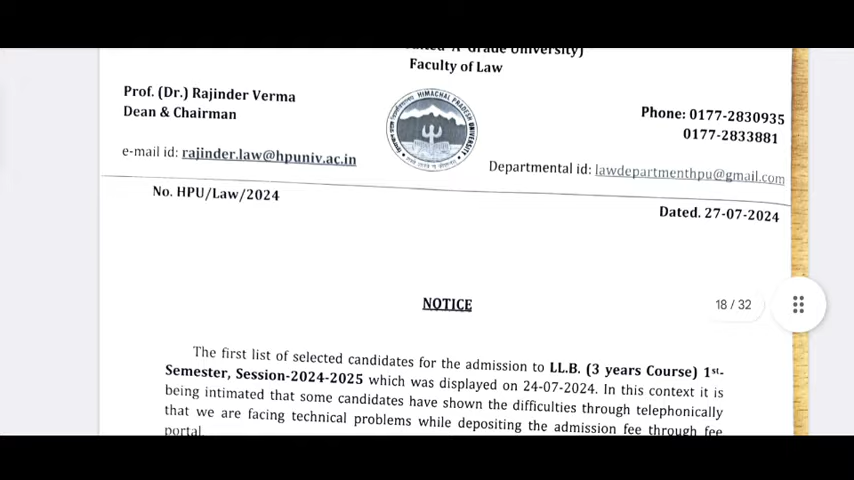 Faculty of Law
Prof. (Dr.) Rajinder Verma
Dean & Chairman
HIMACHAL PRADESH UNIVERSITY
Phone: 0177-2830935
0177-2833881
e-mail id: rajinder.law@hpuniv.ac.in
Departmental id: lawdepartmenthpu@gmail.com
No. HPU/Law/2024
Dated. 27-07-2024
NOTICE
18 / 32
The first list of selected candidates for the admission to LL.B. (3 years Course) 1st-
Semester, Session-2024-2025 which was displayed on 24-07-2024. In this context it is
being intimated that some candidates have shown the difficulties through telephonically
that we are facing technical problems while depositing the admission fee through fee
portal